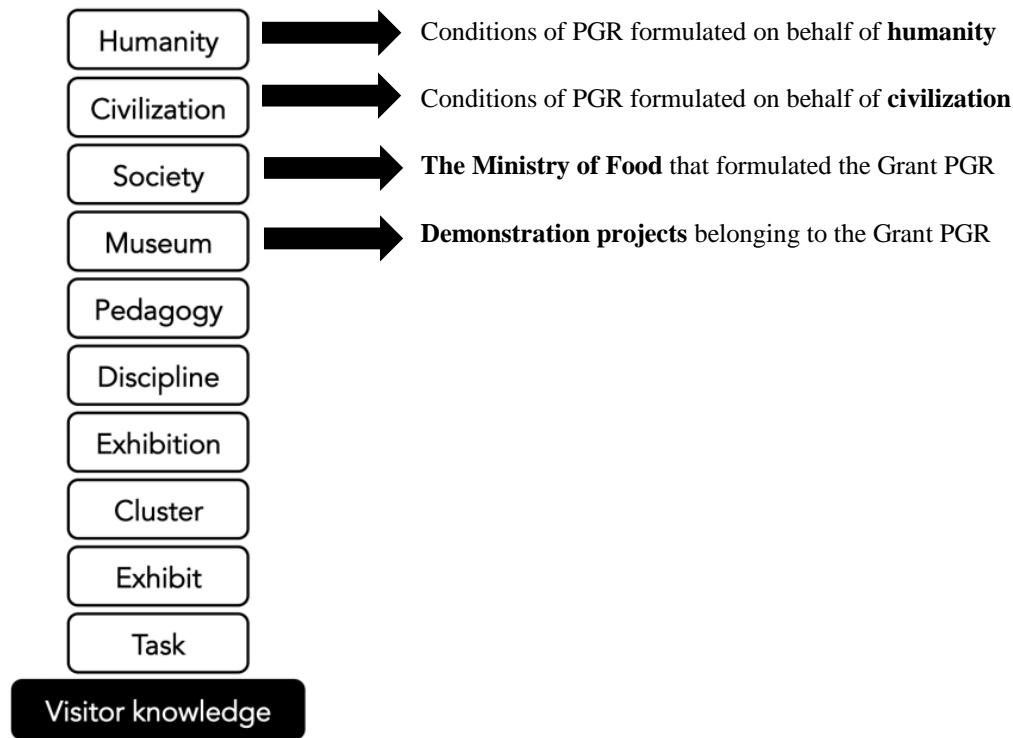 Humanity
Conditions of PGR formulated on behalf of humanity
Civilization
Conditions of PGR formulated on behalf of civilization
Society
The Ministry of Food that formulated the Grant PGR
Museum
Demonstration projects belonging to the Grant PGR
Pedagogy
Discipline
Exhibition
Cluster
Exhibit
Task
Visitor knowledge